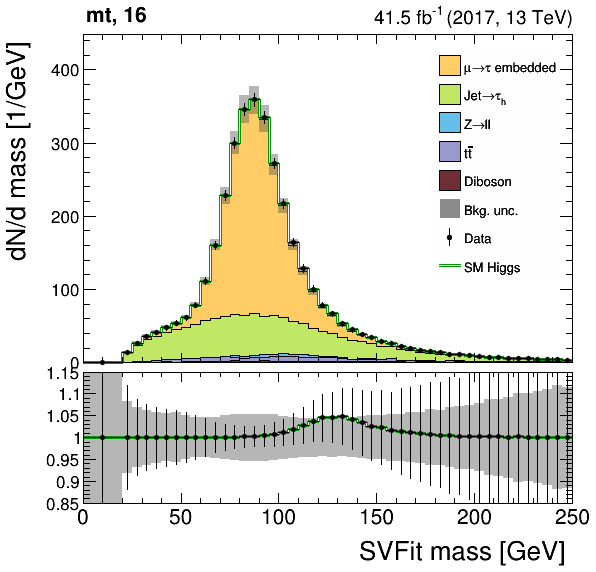 mt, 16
41.5 fb⁻¹ (2017, 13 TeV)
dN/d mass [1/GeV]
400
300
200
100
0
μ→τ embedded
Jet→τₕ
Z→ll
tt̄
Diboson
Bkg. unc.
Data
SM Higgs
1.15
1.1
1.05
1
0.95
0.9
0.85
0 50 100 150 200 250
SVFit mass [GeV]